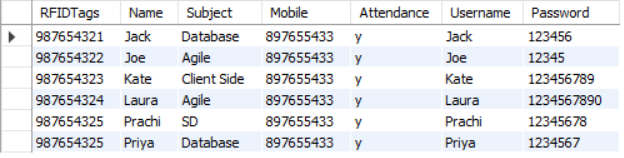 RFIDTags Name Subject Mobile Attendance Username Password
987654321 Jack Database 897655433 y Jack 123456
987654322 Joe Agile 897655433 y Joe 12345
987654323 Kate Client Side 897655433 y Kate 123456789
987654324 Laura Agile 897655433 y Laura 1234567890
987654325 Prachi SD 897655433 y Prachi 12345678
987654325 Priya Database 897655433 y Priya 1234567